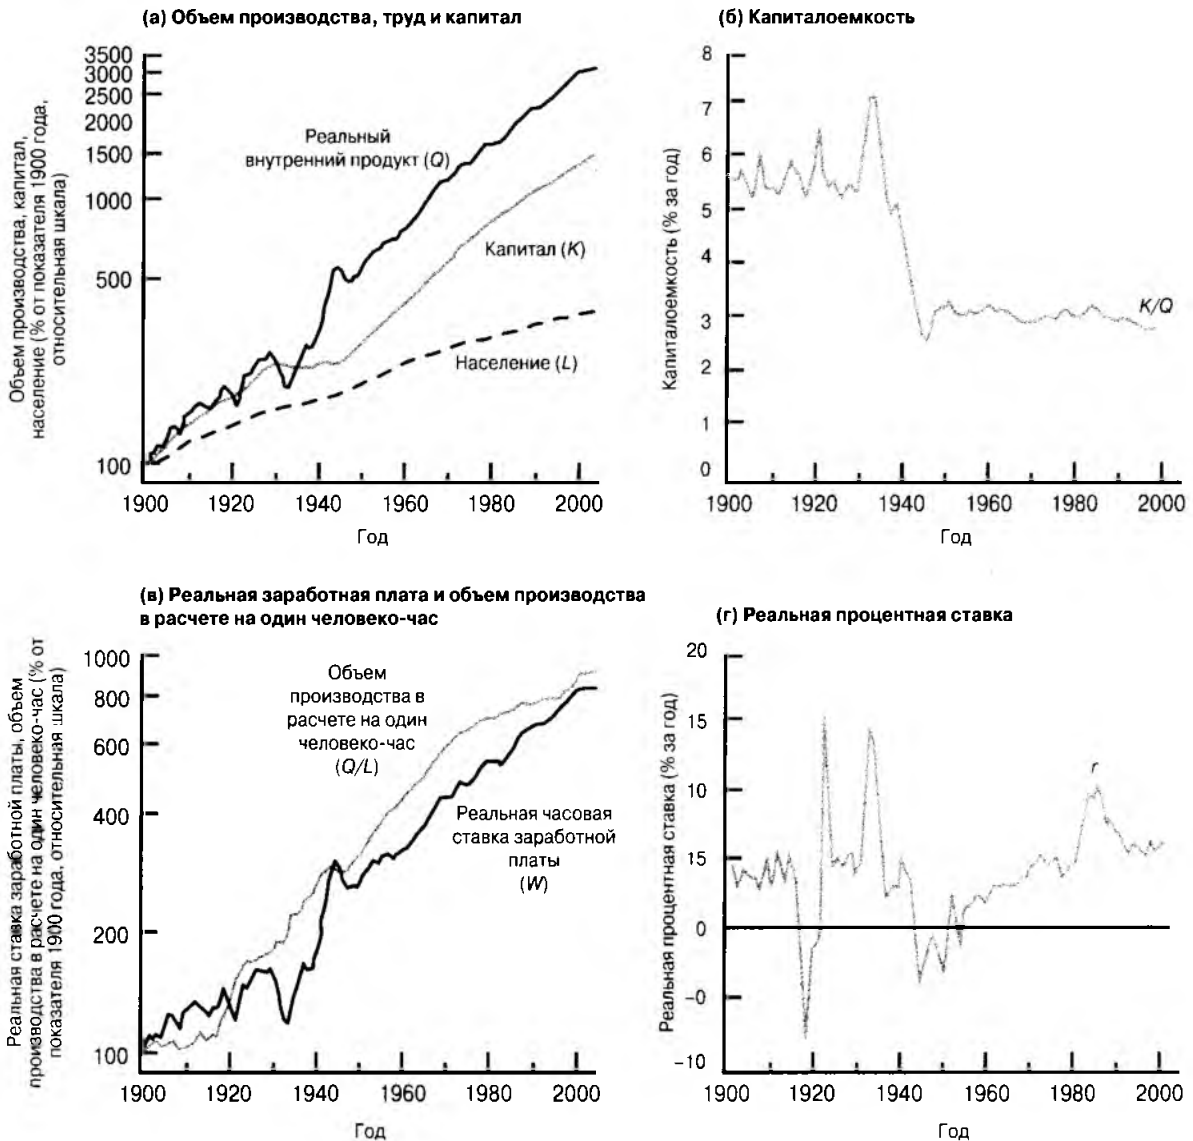 (а) Объем производства, труд и капитал
Объем производства, капитал,
население (% от показателя 1900 года,
относительная шкала)
3500
3000
2500
2000
1500
1000
500
100
Реальный
внутренний продукт (Q)
Капитал (K)
Население (L)
1900 1920 1940 1960 1980 2000
Год
(б) Капиталоемкость
Капиталоемкость (% за год)
8
7
6
5
4
3
2
1
0
K/Q
1900 1920 1940 1960 1980 2000
Год
(в) Реальная заработная плата и объем производства
в расчете на один человеко-час
Реальная ставка заработной платы, объем
производства в расчете на один человеко-час (% от
показателя 1900 года, относительная шкала)
1000
800
600
400
200
100
Объем
производства в
расчете на один
человеко-час
(Q/L)
Реальная часовая
ставка заработной
платы
(W)
1900 1920 1940 1960 1980 2000
Год
(г) Реальная процентная ставка
Реальная процентная ставка (% за год)
20
15
10
15
0
−0
−10
r
1900 1920 1940 1960 1980 2000
Год